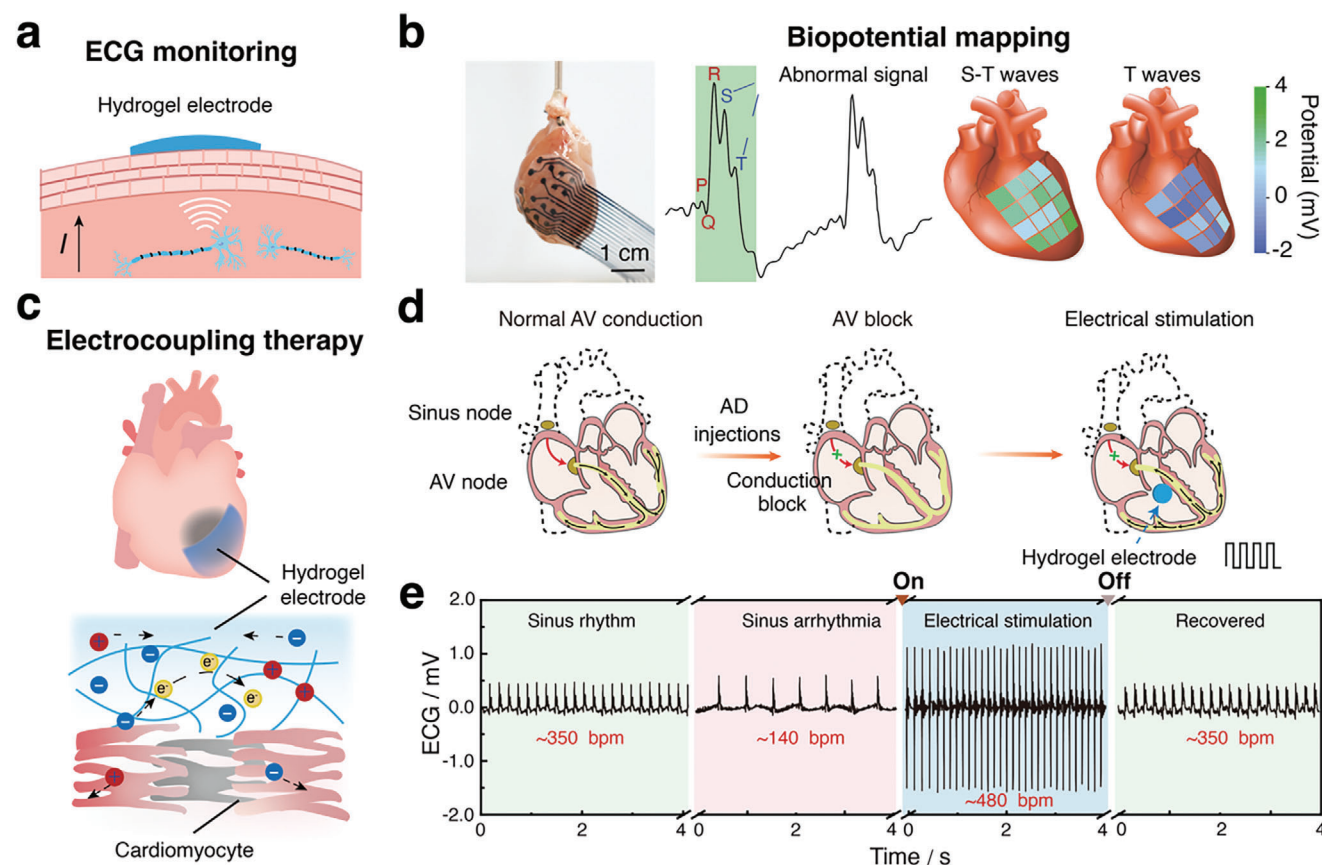 a
ECG monitoring
Hydrogel electrode
I
b
Biopotential mapping
1 cm
R
S
T
P
Q
Abnormal signal
S-T waves
T waves
4
2
0
-2
Potential (mV)
c
Electrocoupling therapy
Hydrogel
electrode
+
−
−
e-
e-
+
−
e-
+
−
−
+
−
Cardiomyocyte
d
Normal AV conduction
AV block
Electrical stimulation
Sinus node
AV node
AD
injections
Conduction
block
Hydrogel electrode
On
Off
e
2.0
1.0
0.0
-1.0
-2.0
ECG / mV
Sinus rhythm
Sinus arrhythmia
Electrical stimulation
Recovered
~350 bpm
~140 bpm
~480 bpm
~350 bpm
0 2 4 0 2 4 0 2 4 0 2 4
Time / s